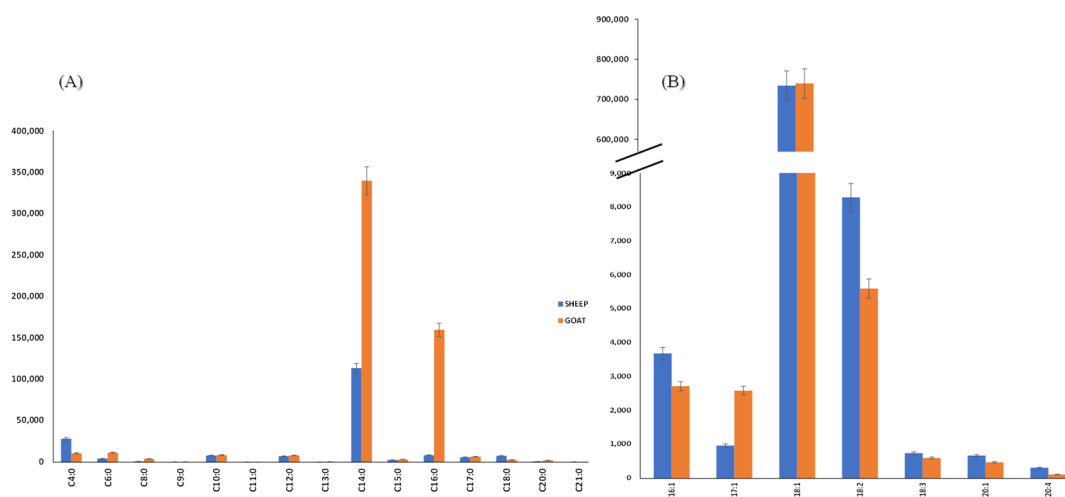 (A)
400,000
350,000
300,000
250,000
200,000
150,000
100,000
50,000
0
C4:0
C6:0
C8:0
C9:0
C10:0
C11:0
C12:0
C13:0
C14:0
C15:0
C16:0
C17:0
C18:0
C20:0
C21:0
SHEEP
GOAT
(B)
900,000
800,000
700,000
600,000
9,000
8,000
7,000
6,000
5,000
4,000
3,000
2,000
1,000
0
16:1
17:1
18:1
18:2
18:3
20:1
20:4